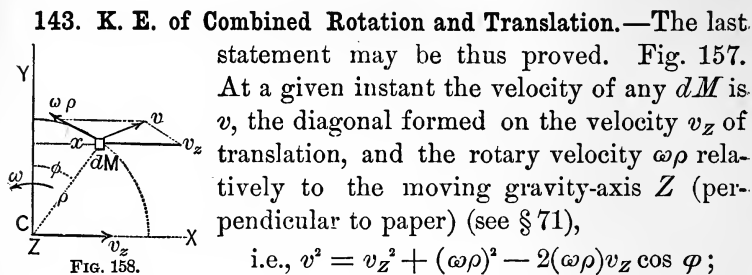 143. K. E. of Combined Rotation and Translation.—The last
statement may be thus proved. Fig. 157.
At a given instant the velocity of any dM is
v, the diagonal formed on the velocity v_Z of
translation, and the rotary velocity ωρ rela-
tively to the moving gravity-axis Z (per-
pendicular to paper) (see § 71),
i.e., v² = v_Z² + (ωρ)² − 2(ωρ)v_Z cos φ;
Y
ωρ
v
x
v_z
dM
φ
ω
ρ
C
Z
v_z
X
FIG. 158.